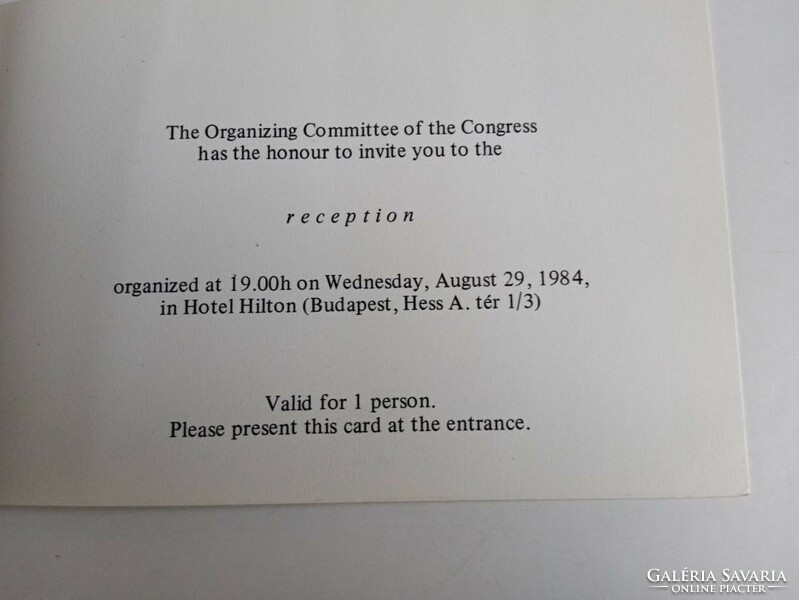 The Organizing Committee of the Congress
has the honour to invite you to the
reception
organized at 19.00h on Wednesday, August 29, 1984,
in Hotel Hilton (Budapest, Hess A. tér 1/3)
Valid for 1 person.
Please present this card at the entrance.
GALÉRIA SAVARIA
ONLINE PIACTÉR